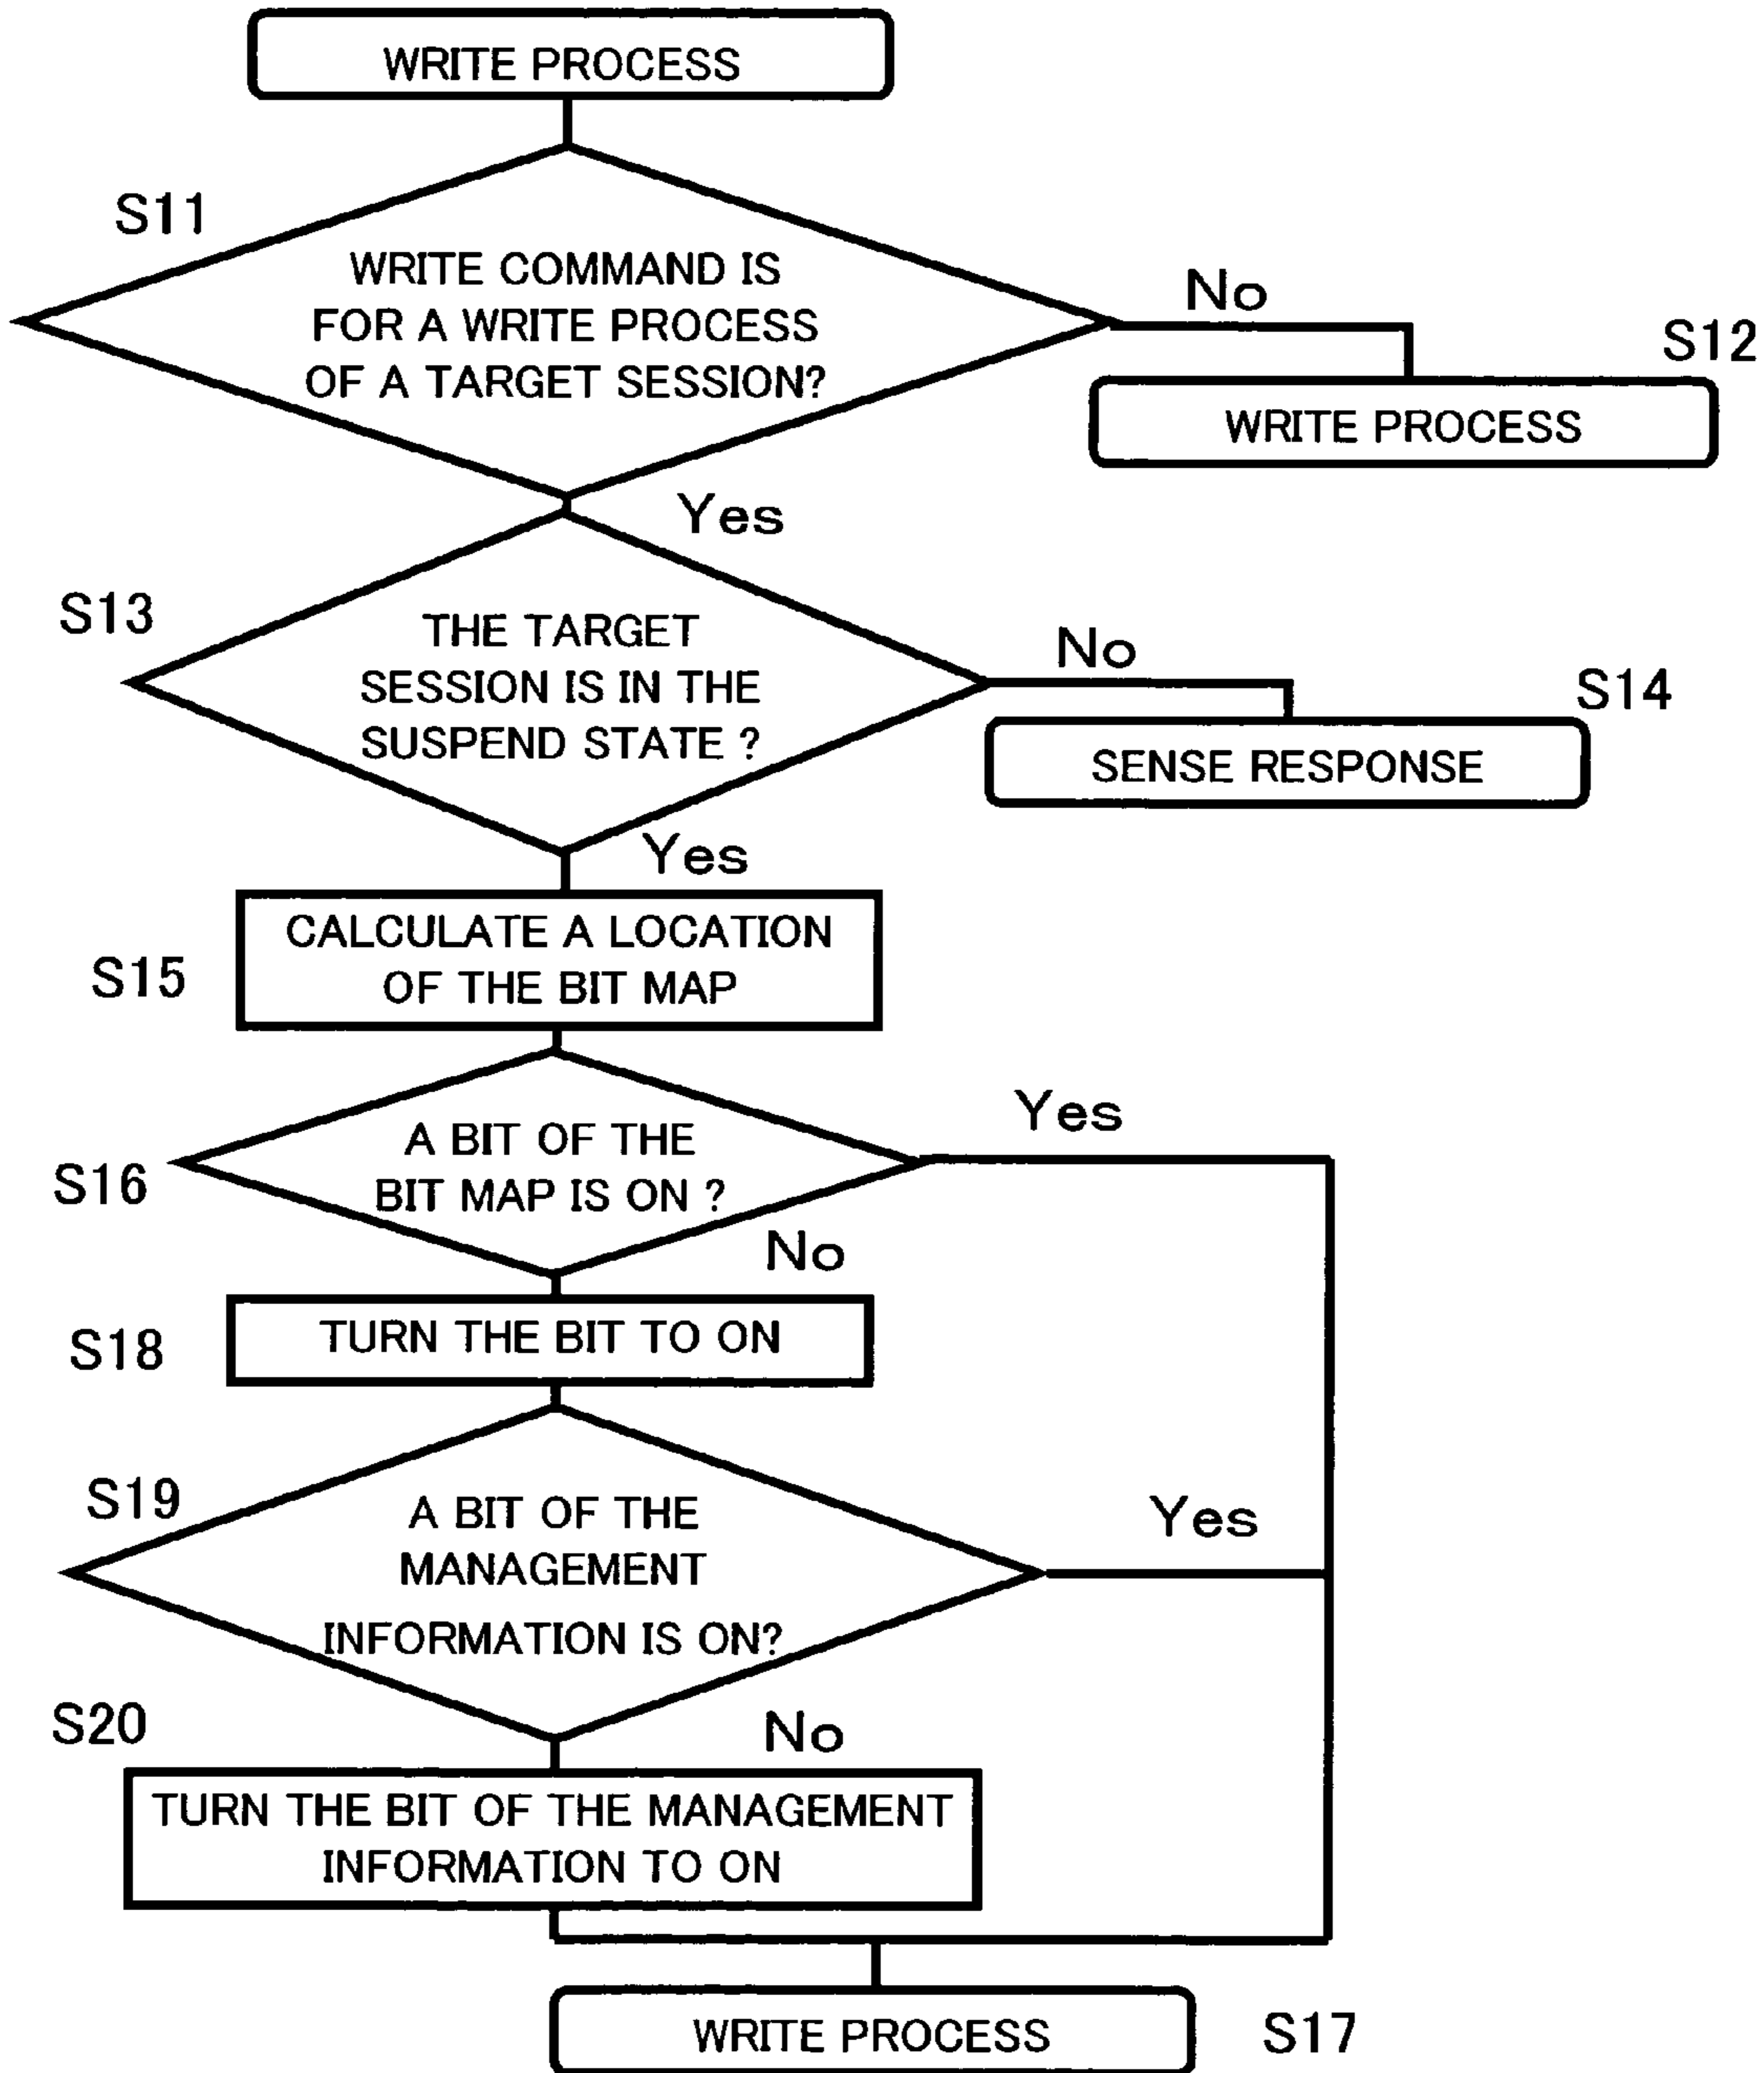 WRITE PROCESS
S11
WRITE COMMAND IS
FOR A WRITE PROCESS
OF A TARGET SESSION?
No
S12
WRITE PROCESS
Yes
S13
THE TARGET
SESSION IS IN THE
SUSPEND STATE ?
No
S14
SENSE RESPONSE
Yes
S15
CALCULATE A LOCATION
OF THE BIT MAP
S16
A BIT OF THE
BIT MAP IS ON ?
Yes
No
S18
TURN THE BIT TO ON
S19
A BIT OF THE
MANAGEMENT
INFORMATION IS ON?
Yes
No
S20
TURN THE BIT OF THE MANAGEMENT
INFORMATION TO ON
WRITE PROCESS
S17